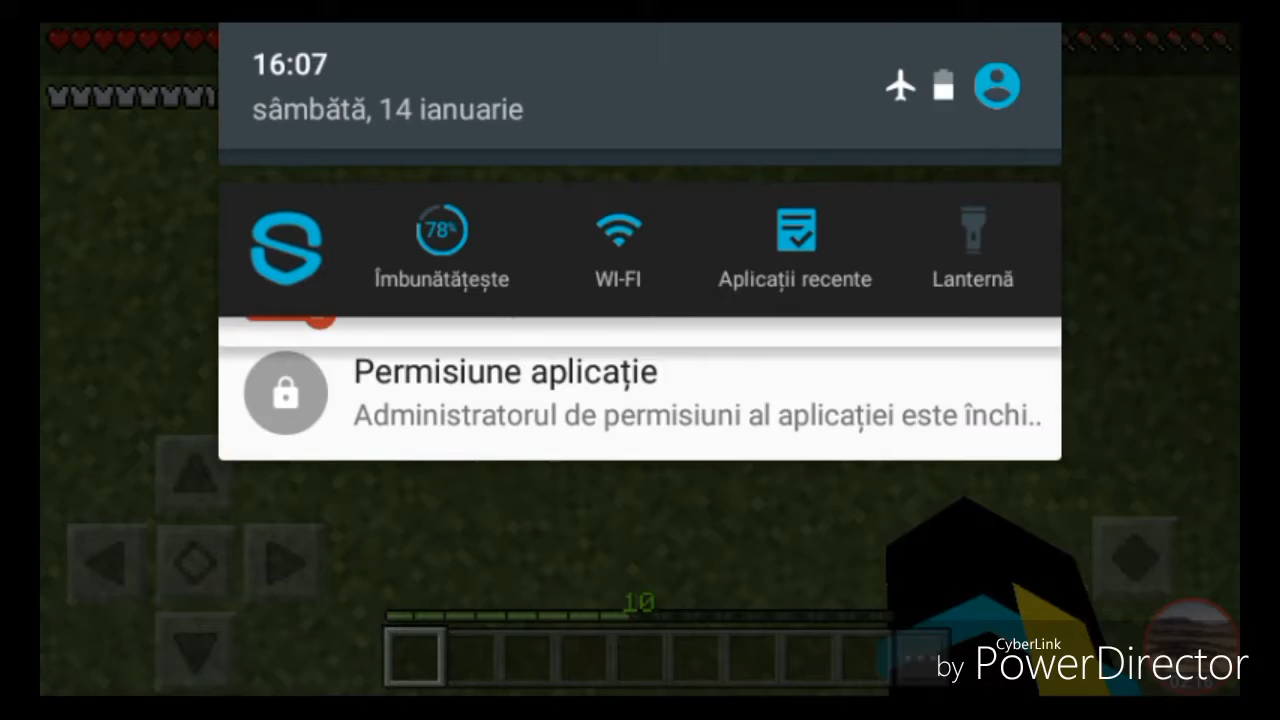 16:07
sâmbătă, 14 ianuarie
78%
Îmbunătățește
WI-FI
Aplicații recente
Lanternă
Permisiune aplicație
Administratorul de permisiuni al aplicației este închi..
10
CyberLink
by PowerDirector